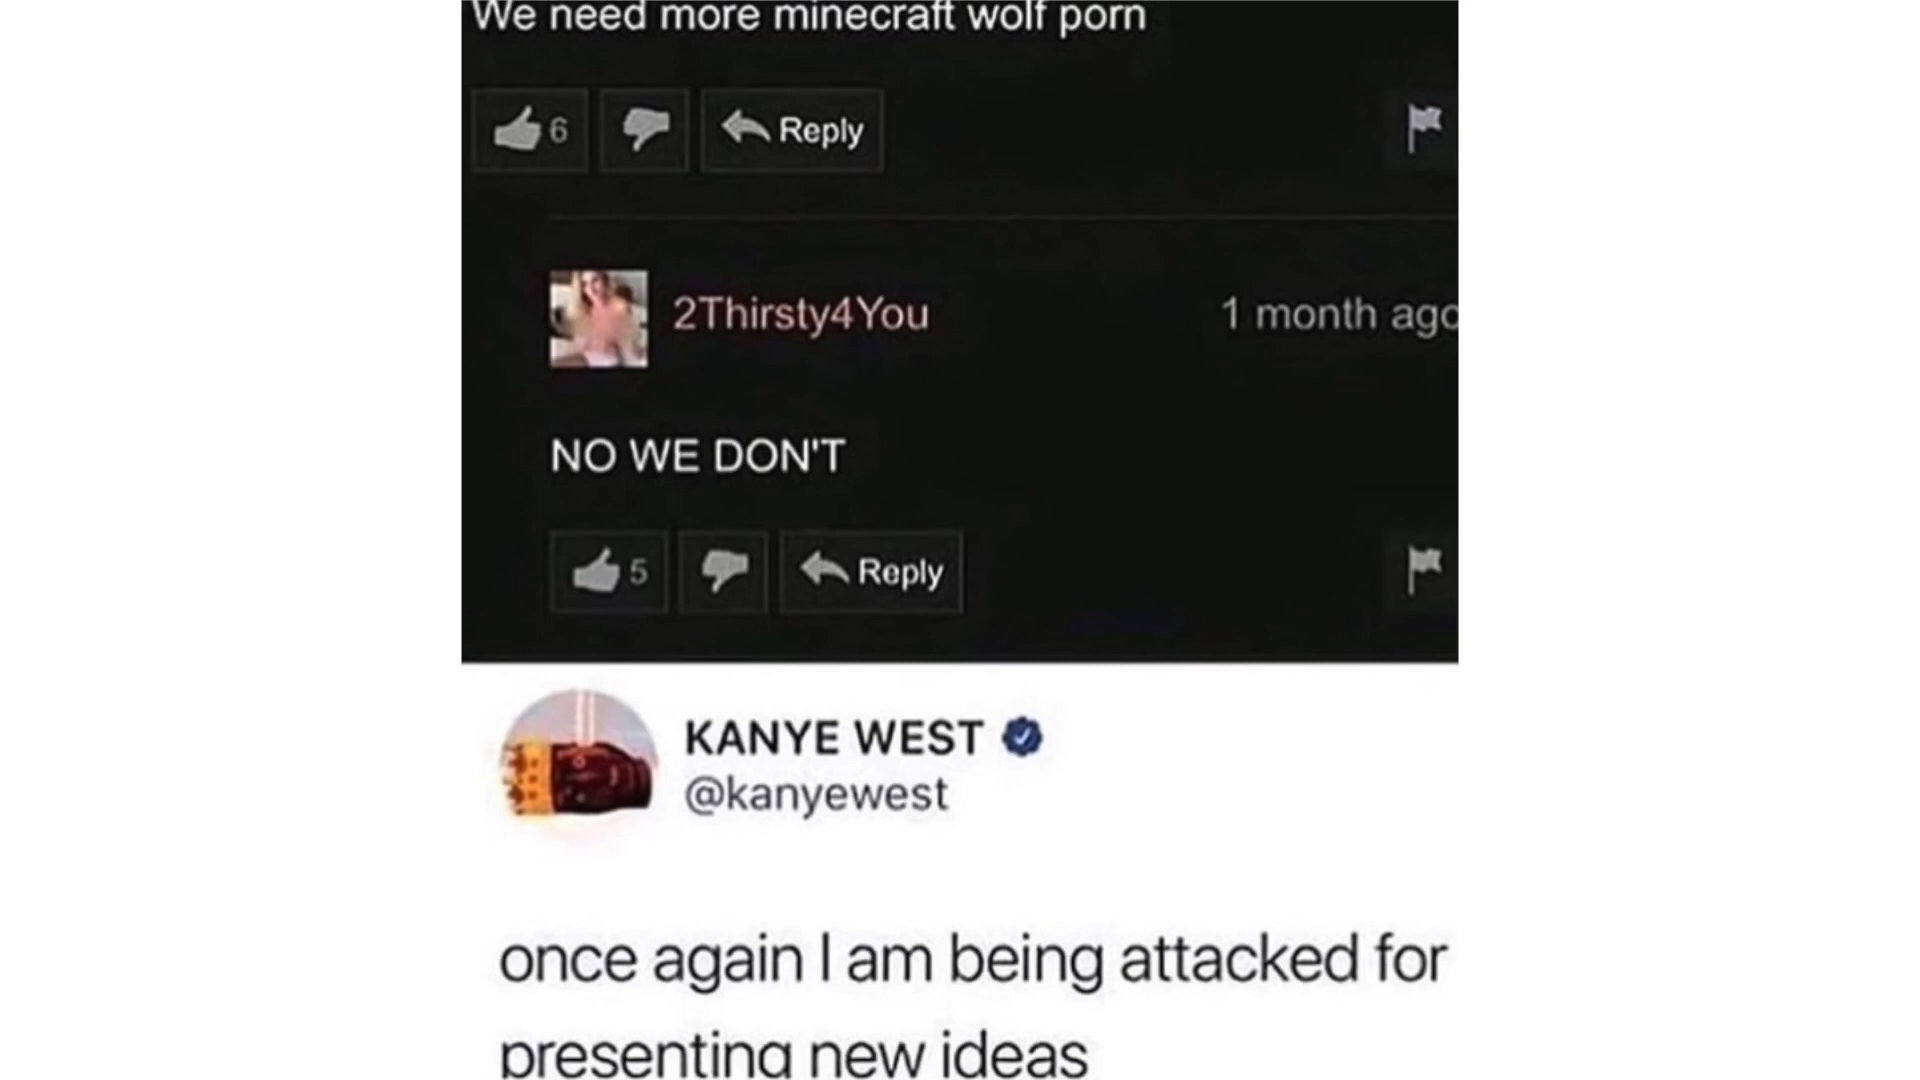 We need more minecraft wolf porn
6
Reply
2Thirsty4You
1 month ago
NO WE DON'T
5
Reply
KANYE WEST
@kanyewest
once again I am being attacked for
presenting new ideas